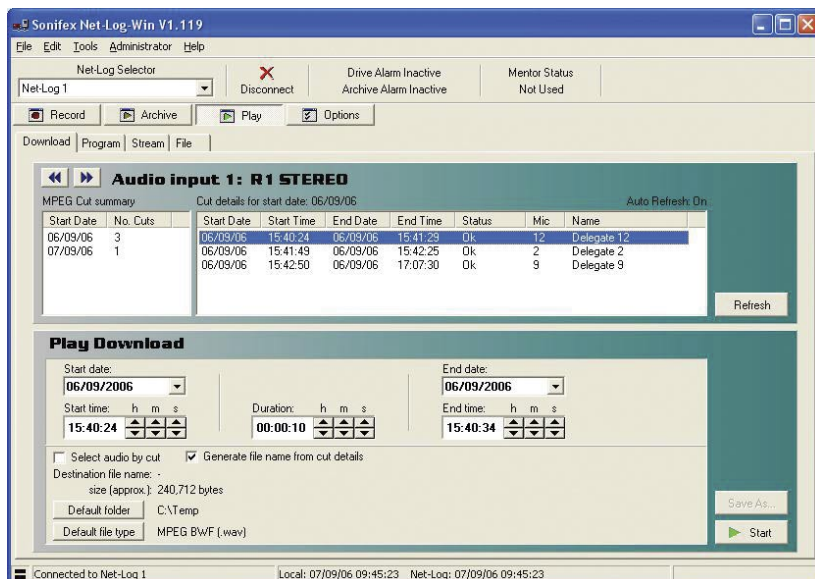 Sonifex Net-Log-Win V1.119
File Edit Tools Administrator Help
Net-Log Selector
Net-Log 1
Disconnect
Drive Alarm Inactive
Archive Alarm Inactive
Mentor Status
Not Used
Record Archive Play Options
Download Program Stream File
Audio input 1: R1 STEREO
MPEG Cut summary
Start Date No. Cuts
06/09/06 3
07/09/06 1
Cut details for start date: 06/09/06 Auto Refresh: On
Start Date Start Time End Date End Time Status Mic Name
06/09/06 15:40:24 06/09/06 15:41:29 Ok 12 Delegate 12
06/09/06 15:41:49 06/09/06 15:42:25 Ok 2 Delegate 2
06/09/06 15:42:50 06/09/06 17:07:30 Ok 9 Delegate 9
Refresh
Play Download
Start date:
06/09/2006
End date:
06/09/2006
Start time: h m s
15:40:24
Duration: h m s
00:00:10
End time: h m s
15:40:34
Select audio by cut Generate file name from cut details
Destination file name: -
size (approx.): 240,712 bytes
Default folder C:\Temp
Default file type MPEG BWF (.wav)
Save As...
Start
Connected to Net-Log 1 Local: 07/09/06 09:45:23 Net-Log: 07/09/06 09:45:23